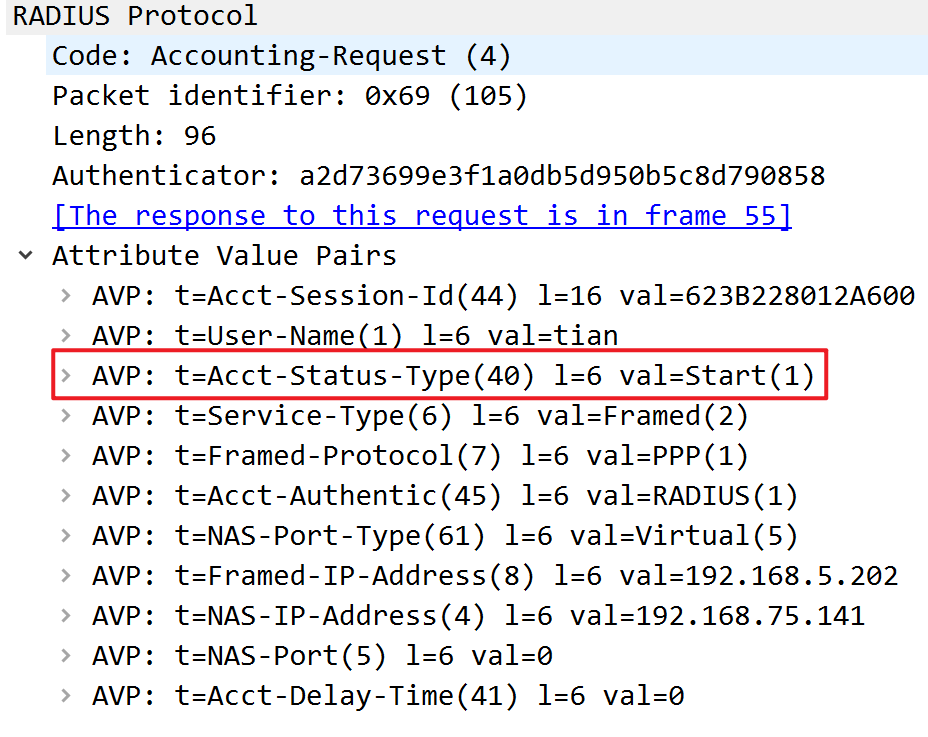 RADIUS Protocol
Code: Accounting-Request (4)
Packet identifier: 0x69 (105)
Length: 96
Authenticator: a2d73699e3f1a0db5d950b5c8d790858
[The response to this request is in frame 55]
Attribute Value Pairs
AVP: t=Acct-Session-Id(44) l=16 val=623B228012A600
AVP: t=User-Name(1) l=6 val=tian
AVP: t=Acct-Status-Type(40) l=6 val=Start(1)
AVP: t=Service-Type(6) l=6 val=Framed(2)
AVP: t=Framed-Protocol(7) l=6 val=PPP(1)
AVP: t=Acct-Authentic(45) l=6 val=RADIUS(1)
AVP: t=NAS-Port-Type(61) l=6 val=Virtual(5)
AVP: t=Framed-IP-Address(8) l=6 val=192.168.5.202
AVP: t=NAS-IP-Address(4) l=6 val=192.168.75.141
AVP: t=NAS-Port(5) l=6 val=0
AVP: t=Acct-Delay-Time(41) l=6 val=0